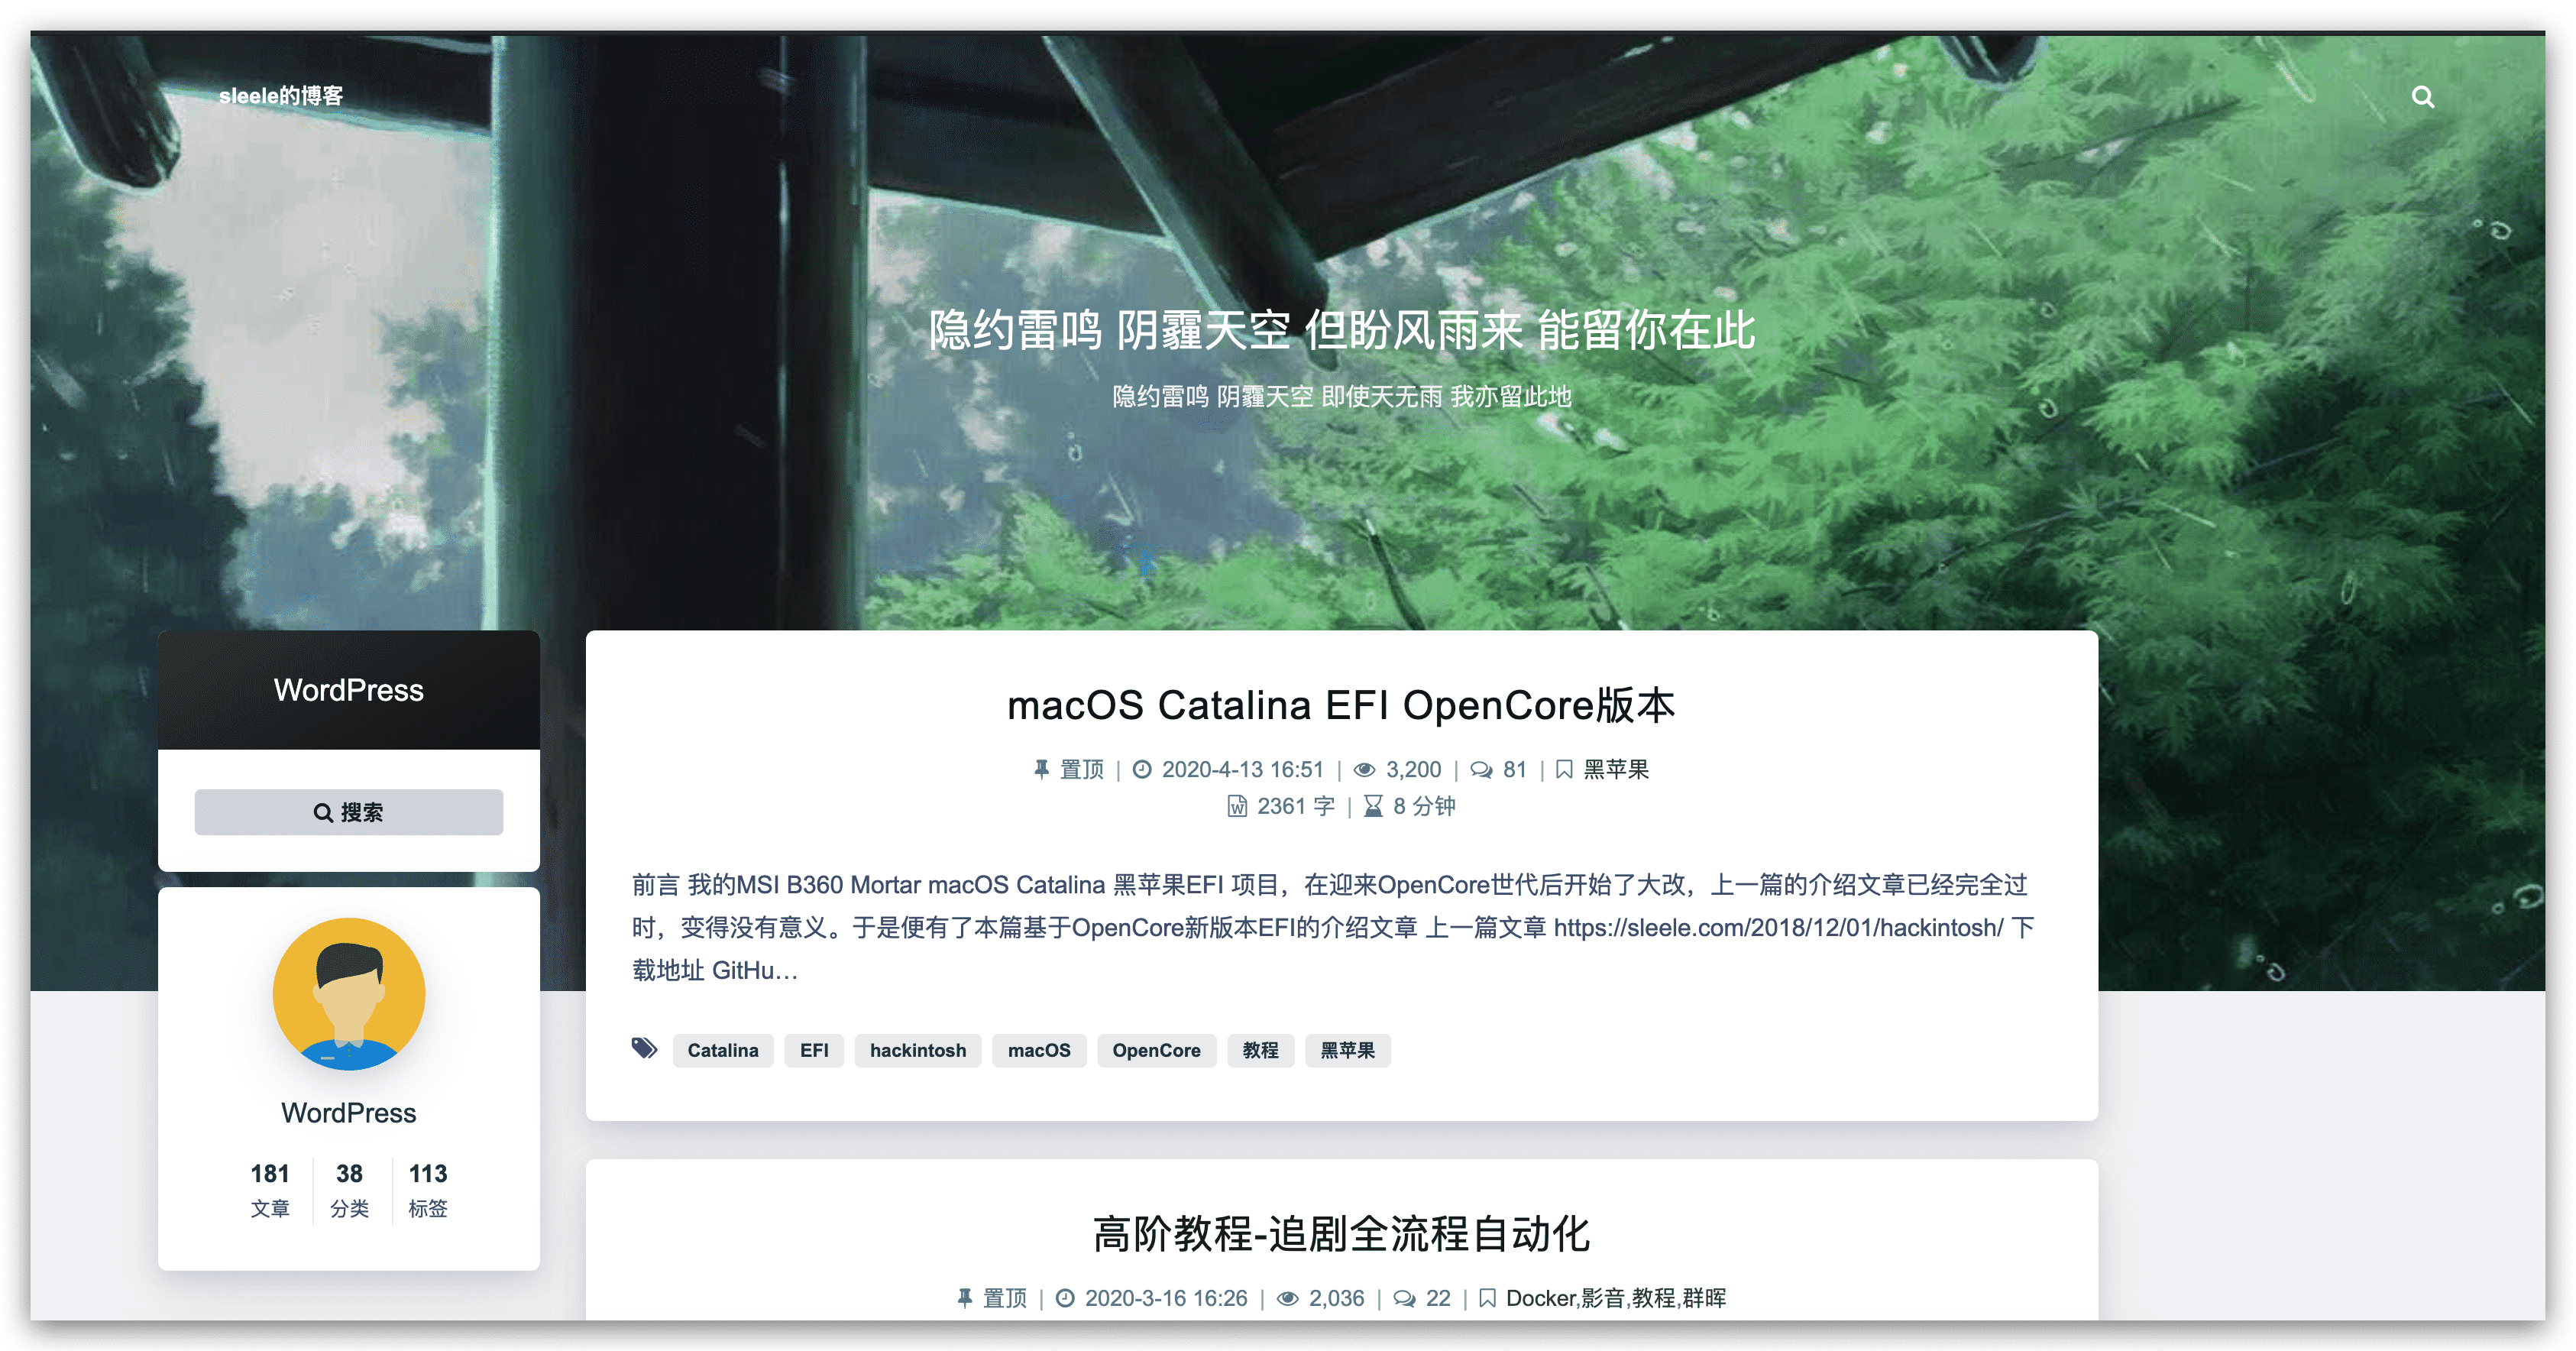 sleele的博客
隐约雷鸣 阴霾天空 但盼风雨来 能留你在此
隐约雷鸣 阴霾天空 即使天无雨 我亦留此地
WordPress
搜索
WordPress
181 38 113
文章 分类 标签
macOS Catalina EFI OpenCore版本
置顶 | 2020-4-13 16:51 | 3,200 | 81 | 黑苹果
2361 字 | 8 分钟
前言 我的MSI B360 Mortar macOS Catalina 黑苹果EFI 项目，在迎来OpenCore世代后开始了大改，上一篇的介绍文章已经完全过
时，变得没有意义。于是便有了本篇基于OpenCore新版本EFI的介绍文章 上一篇文章 https://sleele.com/2018/12/01/hackintosh/ 下
载地址 GitHu…
Catalina EFI hackintosh macOS OpenCore 教程 黑苹果
高阶教程-追剧全流程自动化
置顶 | 2020-3-16 16:26 | 2,036 | 22 | Docker,影音,教程,群晖